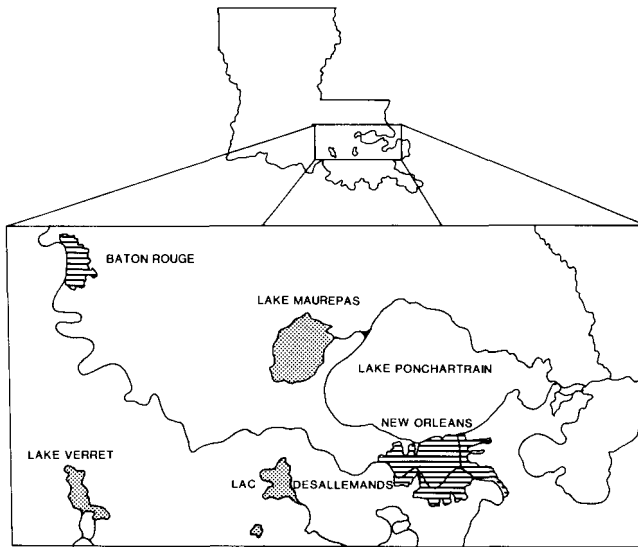 BATON ROUGE
LAKE MAUREPAS
LAKE PONCHARTRAIN
NEW ORLEANS
LAKE VERRET
LAC DESALLEMANDS